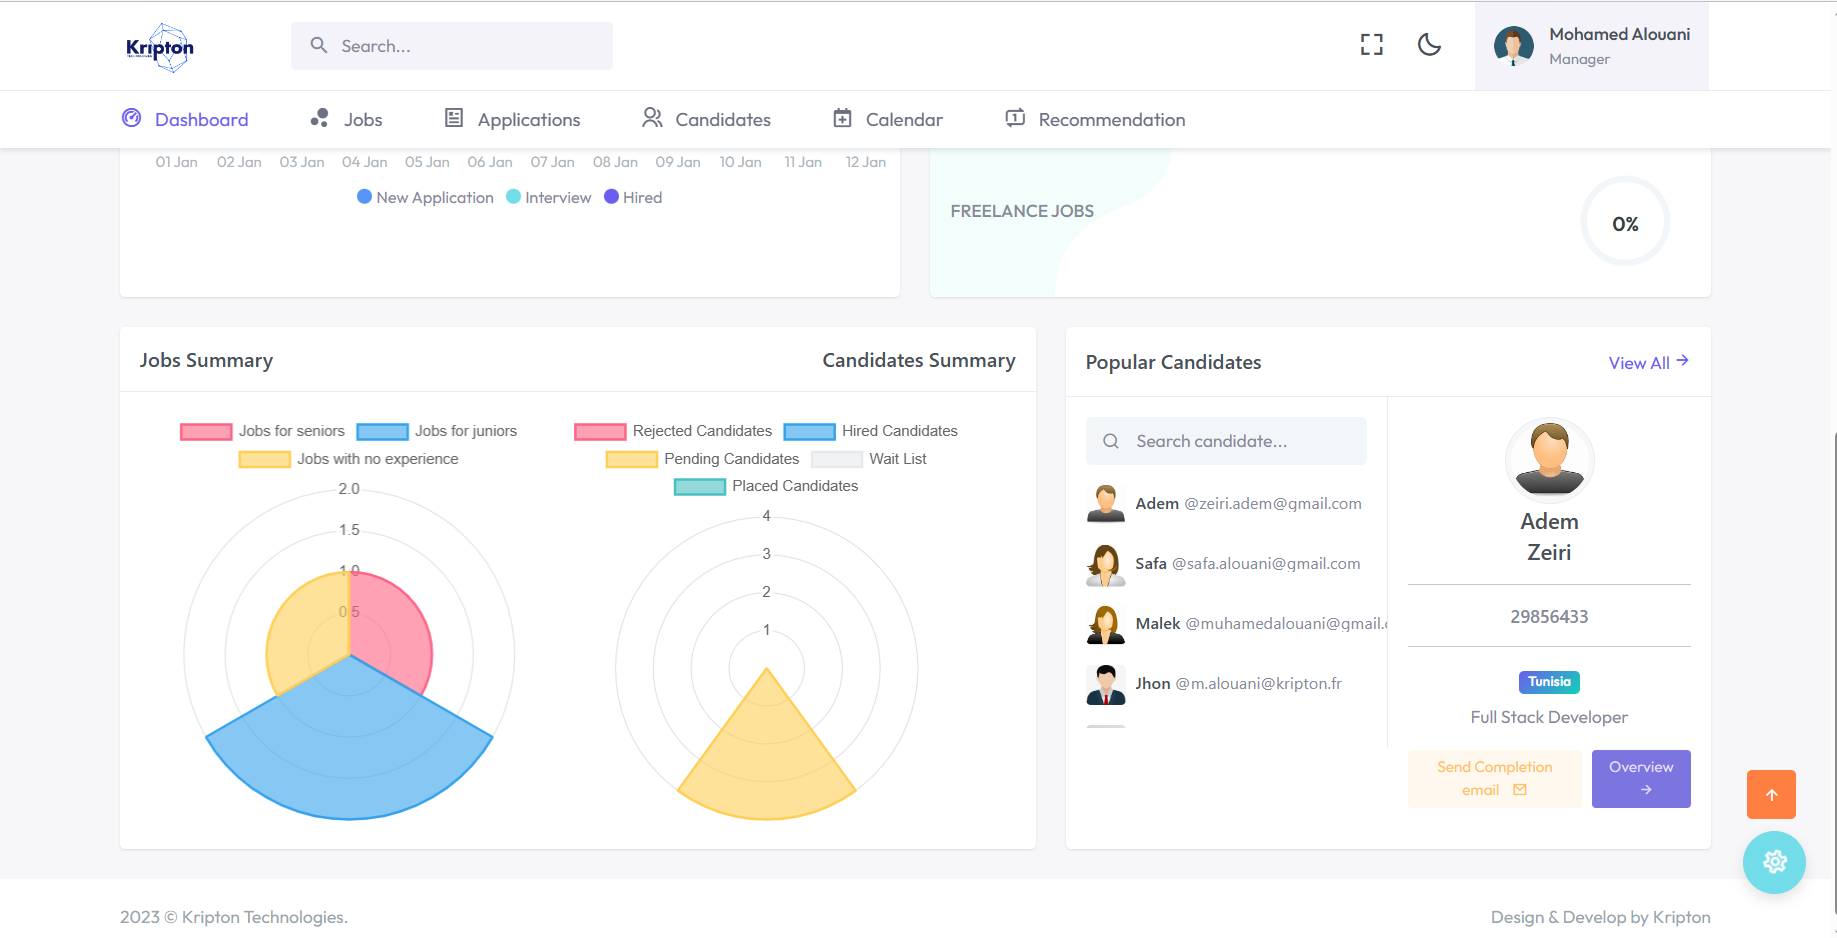 Kripton
Search...
Mohamed Alouani
Manager
Dashboard
Jobs
Applications
Candidates
Calendar
Recommendation
01 Jan 02 Jan 03 Jan 04 Jan 05 Jan 06 Jan 07 Jan 08 Jan 09 Jan 10 Jan 11 Jan 12 Jan
New Application Interview Hired
FREELANCE JOBS
0%
Jobs Summary
Candidates Summary
Jobs for seniors Jobs for juniors
Jobs with no experience
2.0
1.5
1.0
0.5
Rejected Candidates Hired Candidates
Pending Candidates Wait List
Placed Candidates
4
3
2
1
Popular Candidates
View All
Search candidate...
Adem @zeiri.adem@gmail.com
Safa @safa.alouani@gmail.com
Malek @muhamedalouani@gmail.
Jhon @m.alouani@kripton.fr
Adem
Zeiri
29856433
Tunisia
Full Stack Developer
Send Completion
email
Overview
2023 © Kripton Technologies.
Design & Develop by Kripton